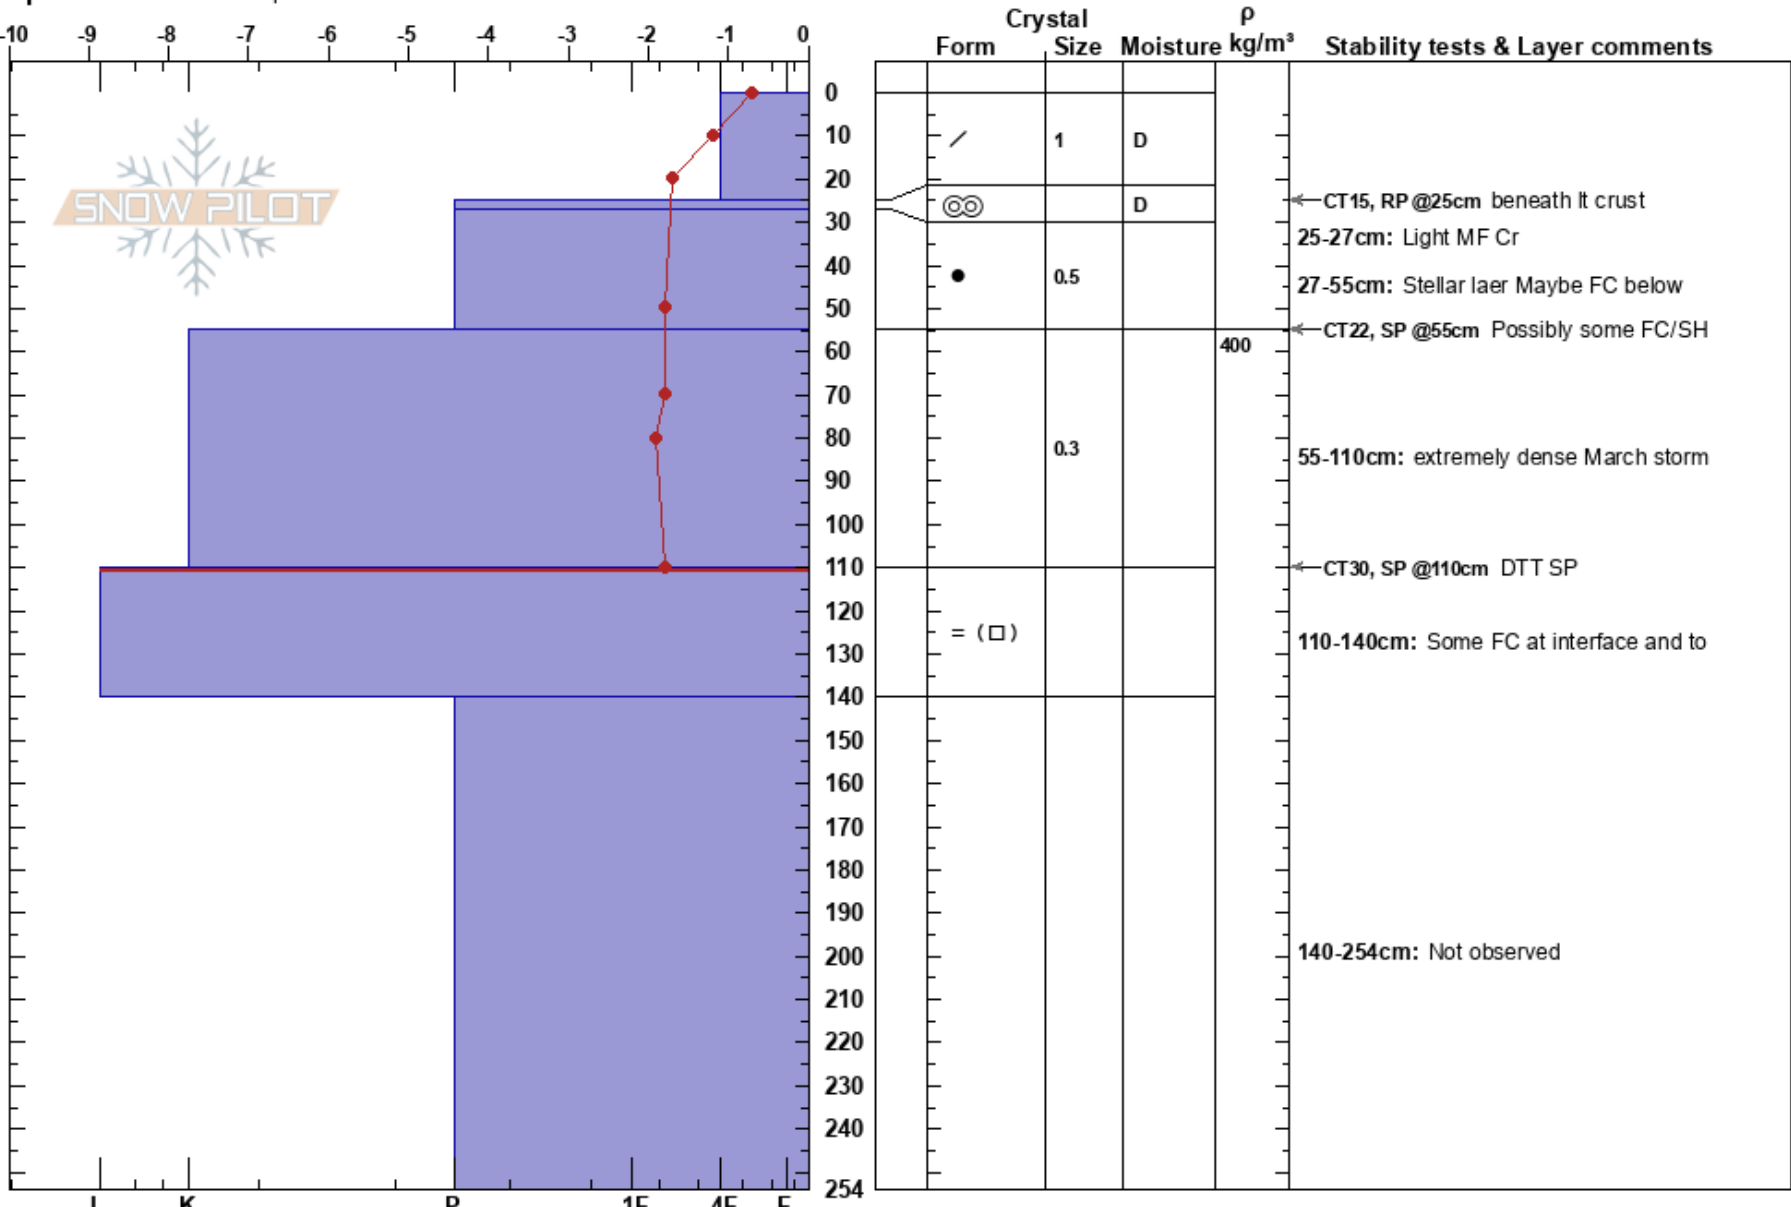 Crystal ρ
-10 -9 -8 -7 -6 -5 -4 -3 -2 -1 0 Form Size Moisture kg/m³ Stability tests & Layer comments
0
10 1 D
SNOW PILOT
20
CT15, RP @25cm beneath lt crust
D
30
25-27cm: Light MF Cr
40 0.5
27-55cm: Stellar laer Maybe FC below
50
CT22, SP @55cm Possibly some FC/SH
60 400
70
80
0.3 55-110cm: extremely dense March storm
90
100
110 CT30, SP @110cm DTT SP
120
= (□)
130 110-140cm: Some FC at interface and to
140
150
160
170
180
190
200 140-254cm: Not observed
210
220
230
240
254
I K P 1F 4F F